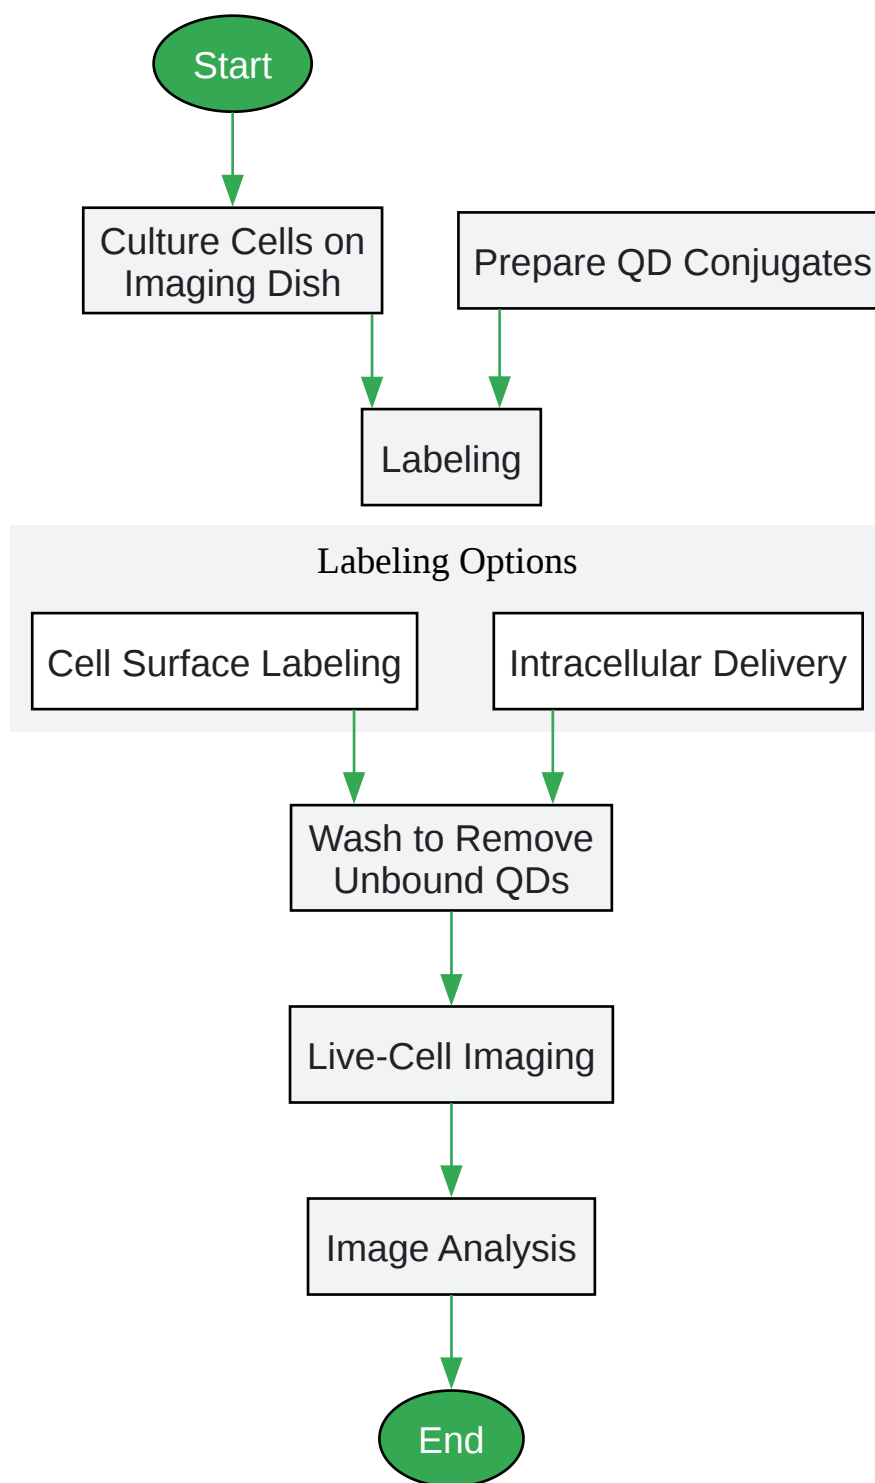 Start
Culture Cells on
Imaging Dish
Prepare QD Conjugates
Labeling
Labeling Options
Cell Surface Labeling
Intracellular Delivery
Wash to Remove
Unbound QDs
Live-Cell Imaging
Image Analysis
End